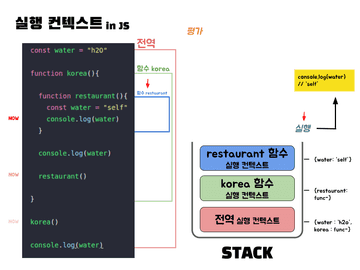 실행 컨텍스트 in JS
전역
평가
const water = "h2O"
function korea(){
함수 korea
function restaurant(){
함수 restaurant
const water = "self"
NOW
console.log(water)
}
console.log(water)
NOW
restaurant()
}
NOW
korea()
console.log(water)
console.log(water)
// 'self'
실행
restaurant 함수
실행 컨텍스트
{water: 'self'}
korea 함수
실행 컨텍스트
{restaurant:
func~}
전역 실행 컨텍스트
{water : 'h2o',
korea : func~}
STACK